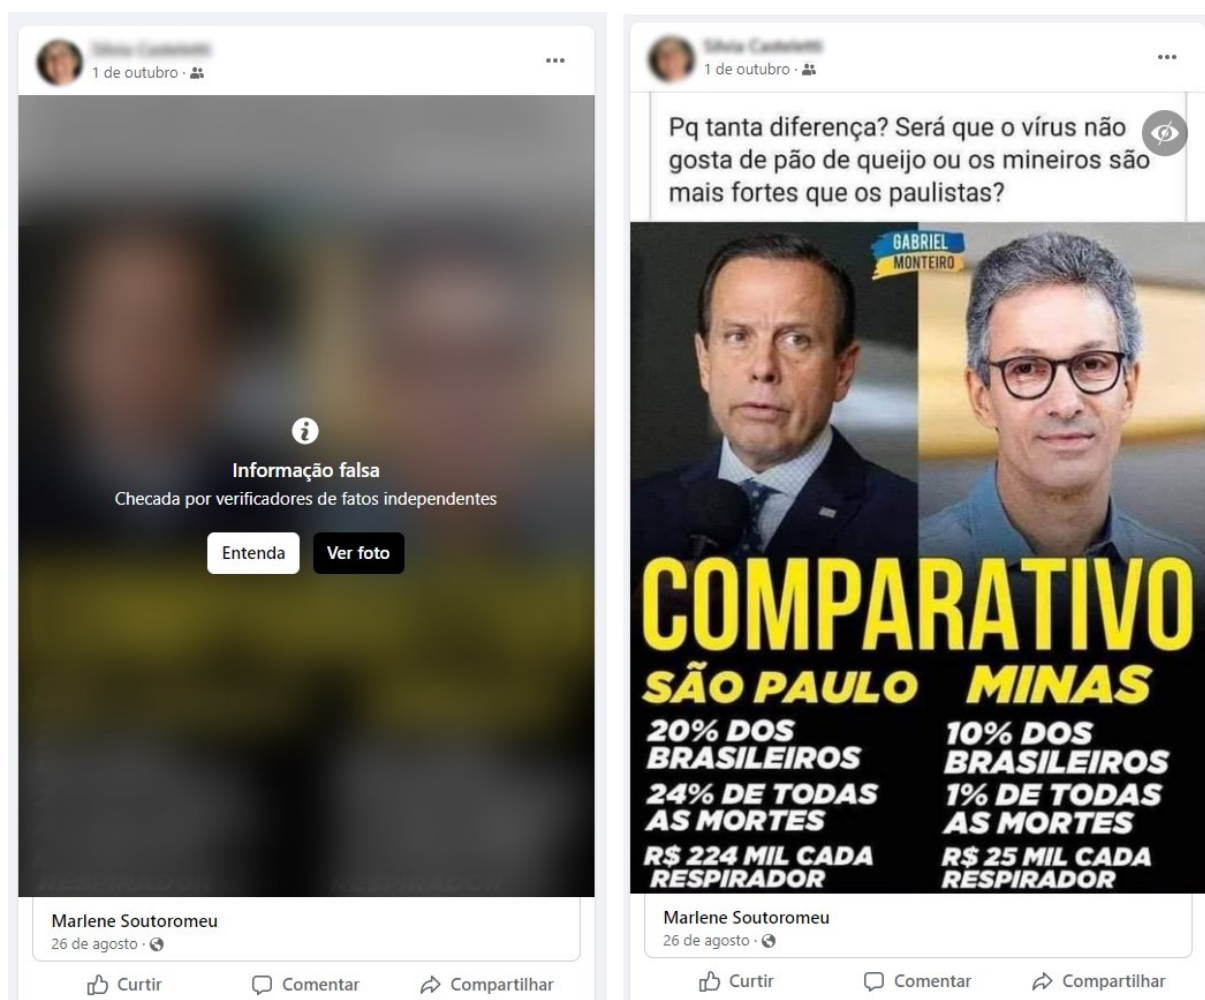 1 de outubro ·
Informação falsa
Checada por verificadores de fatos independentes
Entenda
Ver foto
Marlene Soutoromeu
26 de agosto ·
Curtir
Comentar
Compartilhar
1 de outubro ·
Pq tanta diferença? Será que o vírus não
gosta de pão de queijo ou os mineiros são
mais fortes que os paulistas?
GABRIEL
MONTEIRO
COMPARATIVO
SÃO PAULO
20% DOS
BRASILEIROS
24% DE TODAS
AS MORTES
R$ 224 MIL CADA
RESPIRADOR
MINAS
10% DOS
BRASILEIROS
1% DE TODAS
AS MORTES
R$ 25 MIL CADA
RESPIRADOR
Marlene Soutoromeu
26 de agosto ·
Curtir
Comentar
Compartilhar